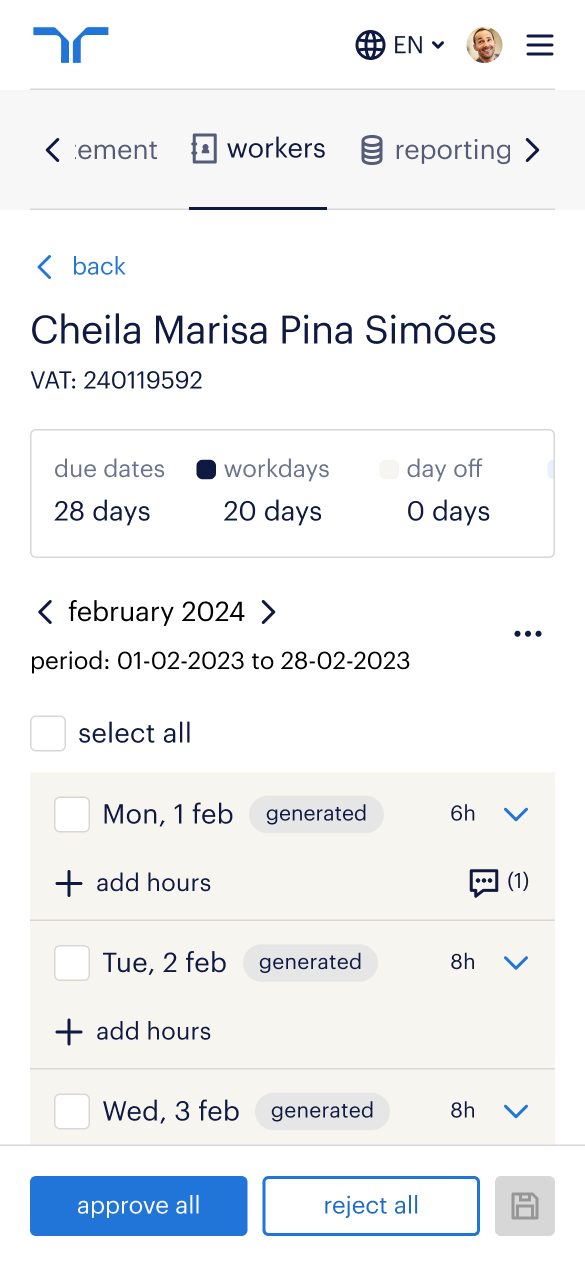 EN
:ement workers reporting
back
Cheila Marisa Pina Simões
VAT: 240119592
due dates workdays day off
28 days 20 days 0 days
february 2024
period: 01-02-2023 to 28-02-2023
select all
Mon, 1 feb generated 6h
add hours (1)
Tue, 2 feb generated 8h
add hours
Wed, 3 feb generated 8h
approve all reject all